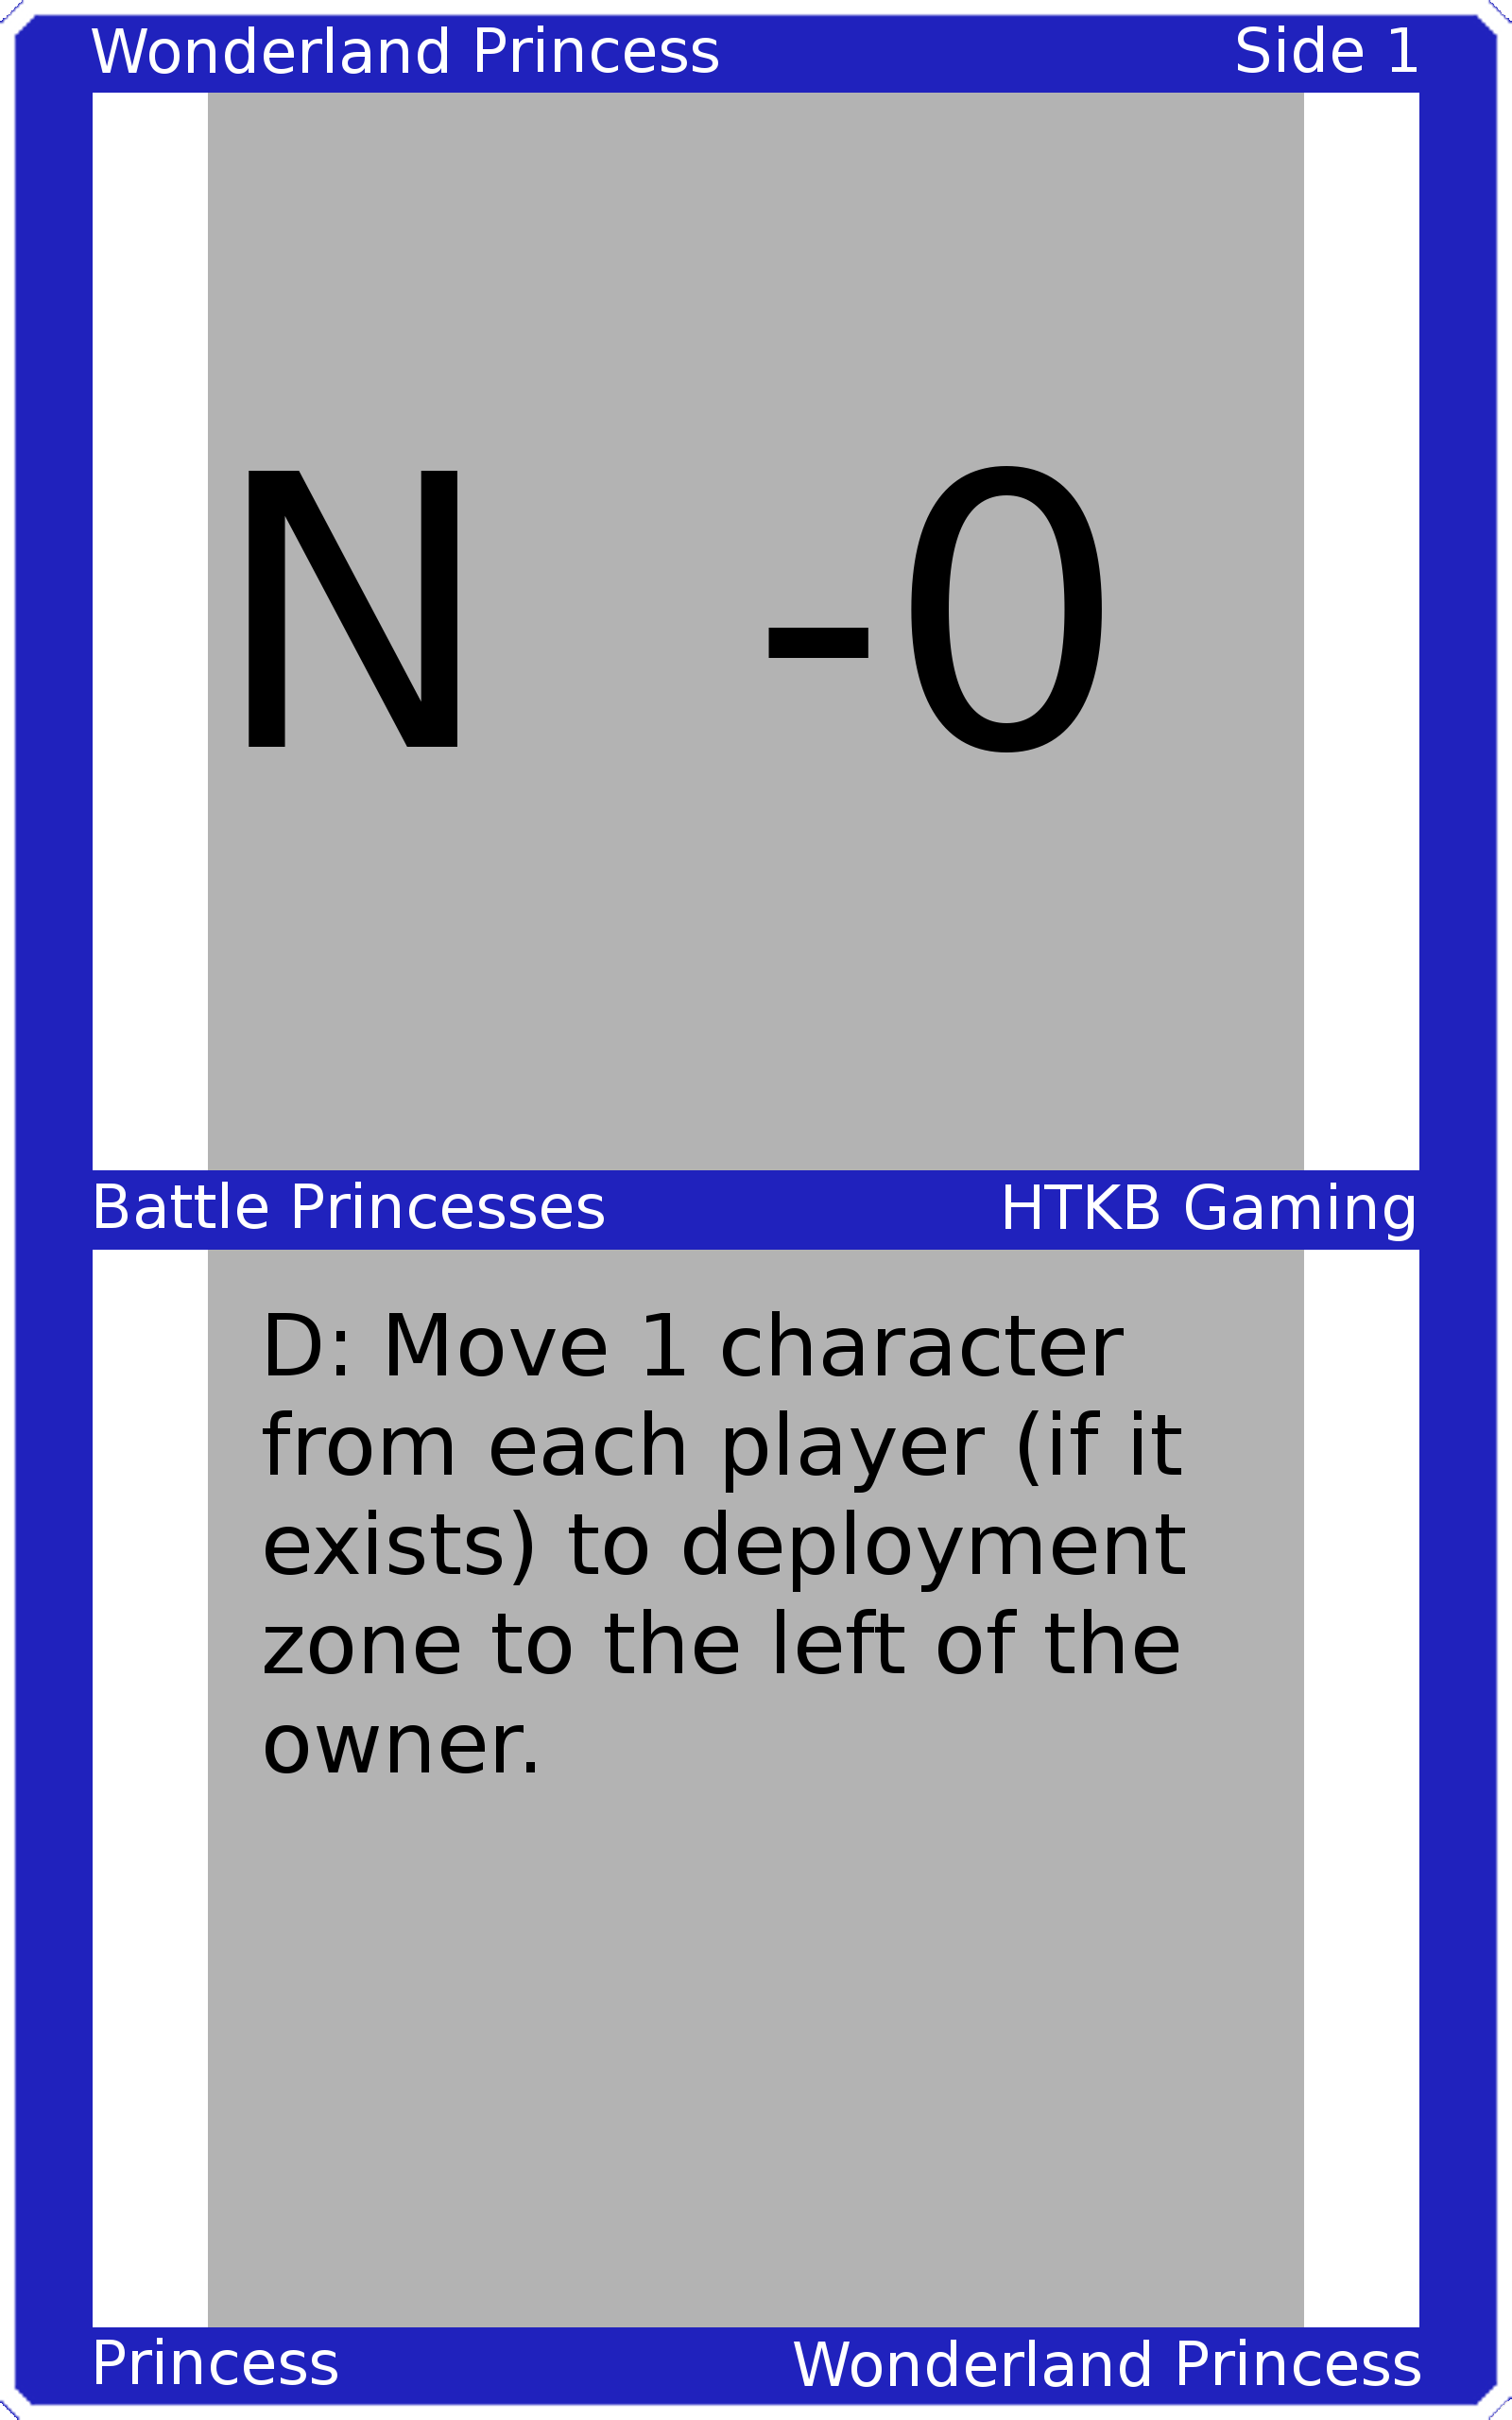 Wonderland Princess Side 1
N -0
Battle Princesses HTKB Gaming
D: Move 1 character
from each player (if it
exists) to deployment
zone to the left of the
owner.
Princess Wonderland Princess